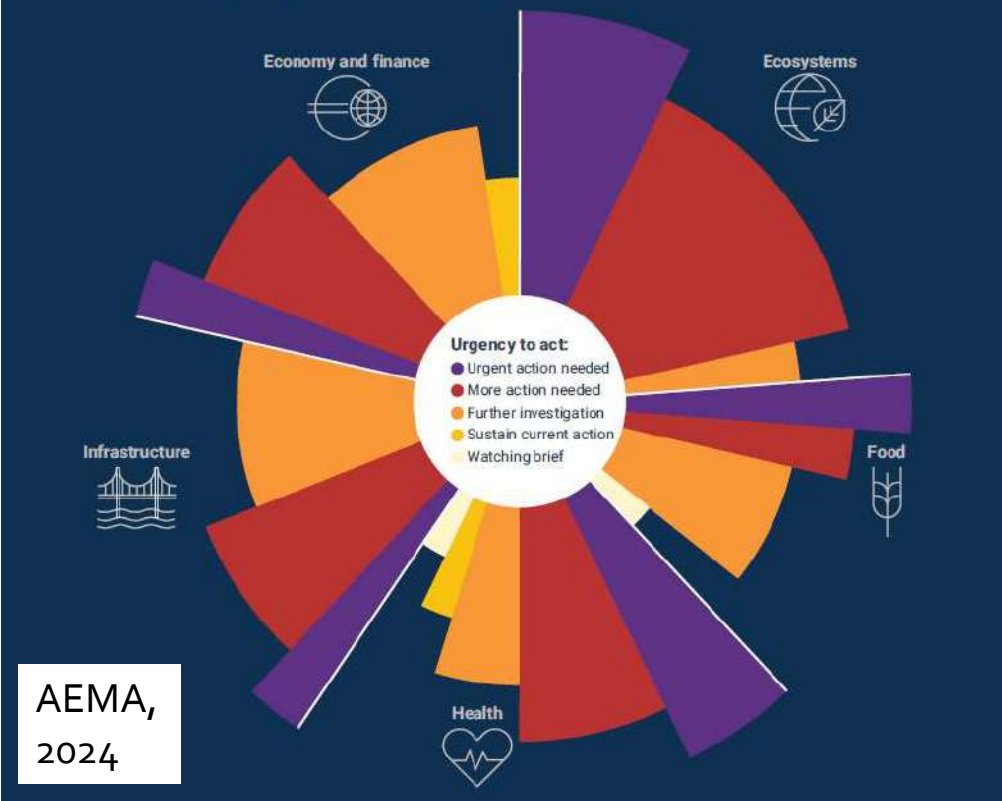 Economy and finance
Ecosystems
Urgency to act:
Urgent action needed
More action needed
Further investigation
Sustain current action
Watching brief
Infrastructure
Food
Health
AEMA,
2024